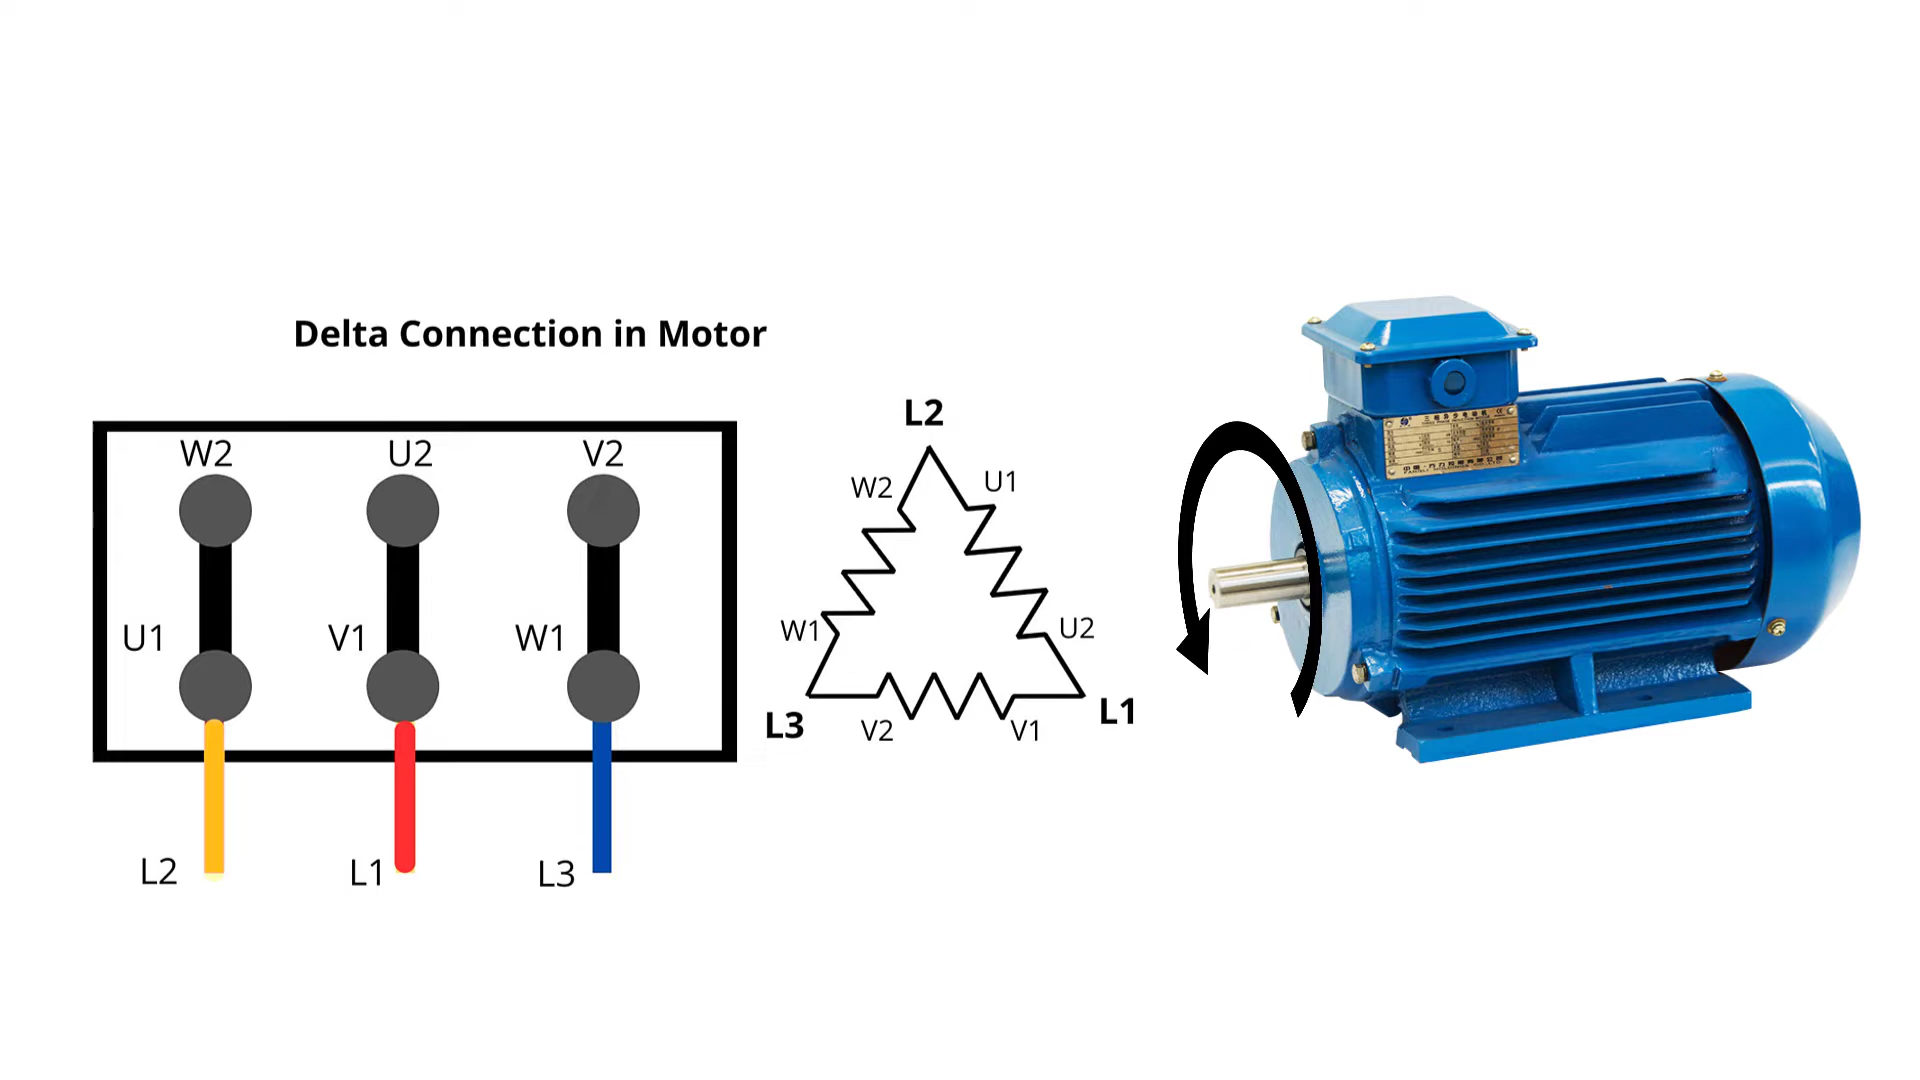 Delta Connection in Motor
W2 U2 V2
U1 V1 W1
L2 L1 L3
L2
W2 U1
W1 U2
L3 L1
V2 V1